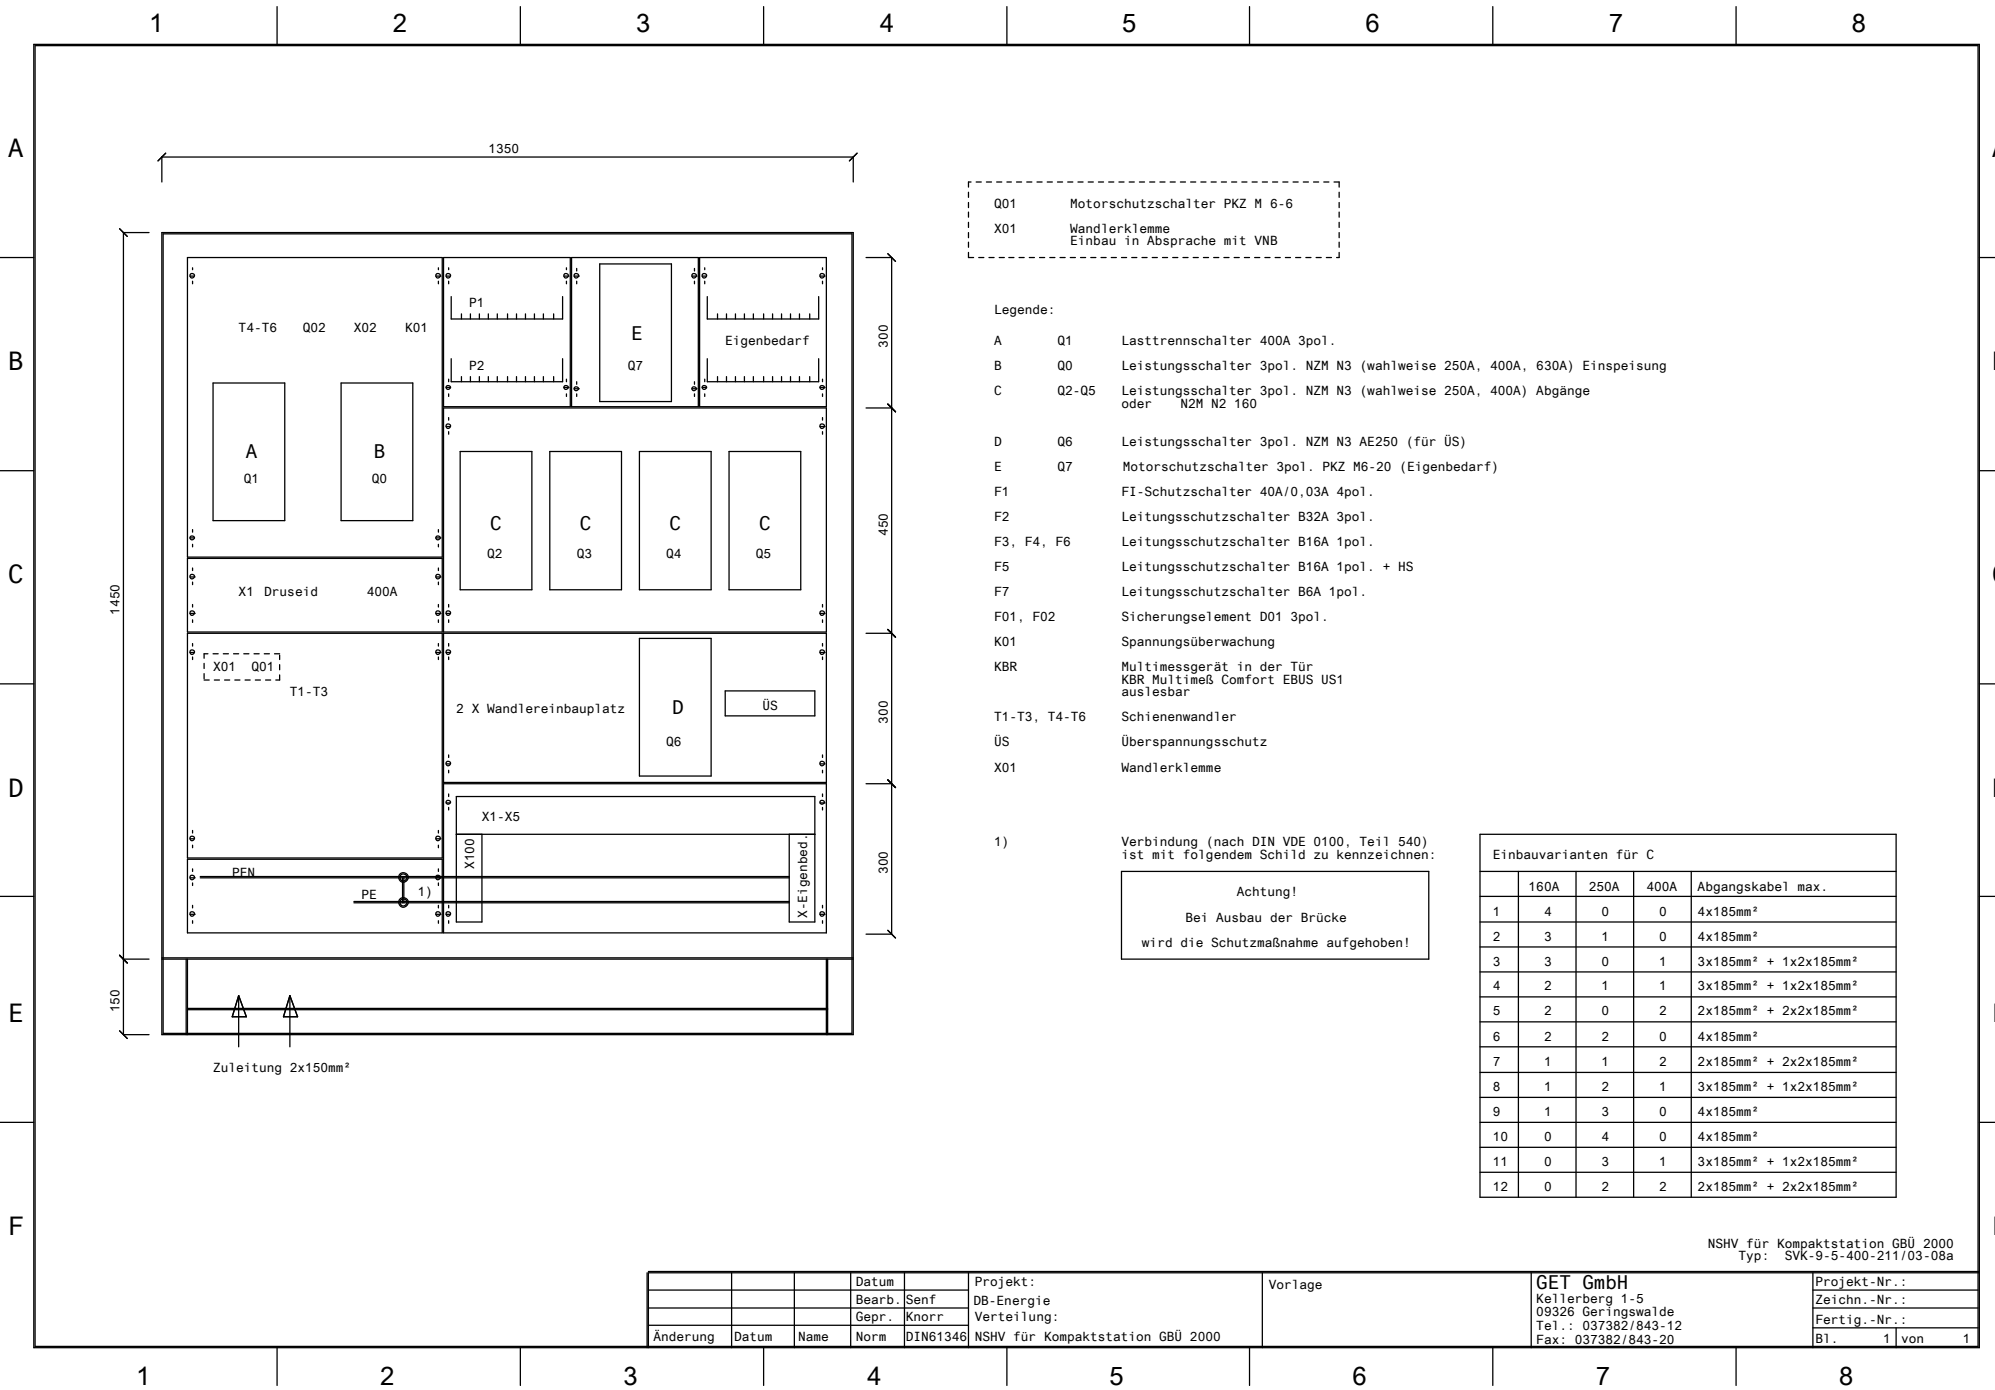 1 2 3 4 5 6 7 8
A
B
C
D
E
F
1350
1450
150
300
450
300
300
T4-T6 Q02 X02 K01
P1
P2
E
Q7
Eigenbedarf
A
Q1
B
Q0
C
Q2
C
Q3
C
Q4
C
Q5
X1 Druseid 400A
X01 Q01
T1-T3
2 X Wandlereinbauplatz
D
Q6
ÜS
X1-X5
X100
X-Eigenbed.
PEN
PE
1)
Zuleitung 2x150mm²
Q01 Motorschutzschalter PKZ M 6-6
X01 Wandlerklemme
Einbau in Absprache mit VNB
Legende:
A Q1 Lasttrennschalter 400A 3pol.
B Q0 Leistungsschalter 3pol. NZM N3 (wahlweise 250A, 400A, 630A) Einspeisung
C Q2-Q5 Leistungsschalter 3pol. NZM N3 (wahlweise 250A, 400A) Abgänge
oder N2M N2 160
D Q6 Leistungsschalter 3pol. NZM N3 AE250 (für ÜS)
E Q7 Motorschutzschalter 3pol. PKZ M6-20 (Eigenbedarf)
F1 FI-Schutzschalter 40A/0,03A 4pol.
F2 Leitungsschutzschalter B32A 3pol.
F3, F4, F6 Leitungsschutzschalter B16A 1pol.
F5 Leitungsschutzschalter B16A 1pol. + HS
F7 Leitungsschutzschalter B6A 1pol.
F01, F02 Sicherungselement D01 3pol.
K01 Spannungsüberwachung
KBR Multimessgerät in der Tür
KBR Multimeß Comfort EBUS US1
auslesbar
T1-T3, T4-T6 Schienenwandler
ÜS Überspannungsschutz
X01 Wandlerklemme
1) Verbindung (nach DIN VDE 0100, Teil 540)
ist mit folgendem Schild zu kennzeichnen:
Achtung!
Bei Ausbau der Brücke
wird die Schutzmaßnahme aufgehoben!
Einbauvarianten für C
160A 250A 400A Abgangskabel max.
1 4 0 0 4x185mm²
2 3 1 0 4x185mm²
3 3 0 1 3x185mm² + 1x2x185mm²
4 2 1 1 3x185mm² + 1x2x185mm²
5 2 0 2 2x185mm² + 2x2x185mm²
6 2 2 0 4x185mm²
7 1 1 2 2x185mm² + 2x2x185mm²
8 1 2 1 3x185mm² + 1x2x185mm²
9 1 3 0 4x185mm²
10 0 4 0 4x185mm²
11 0 3 1 3x185mm² + 1x2x185mm²
12 0 2 2 2x185mm² + 2x2x185mm²
NSHV für Kompaktstation GBÜ 2000
Typ: SVK-9-5-400-211/03-08a
Datum
Bearb. Senf
Gepr. Knorr
Änderung Datum Name Norm DIN61346
Projekt:
DB-Energie
Verteilung:
NSHV für Kompaktstation GBÜ 2000
Vorlage
GET GmbH
Kellerberg 1-5
09326 Geringswalde
Tel.: 037382/843-12
Fax: 037382/843-20
Projekt-Nr.:
Zeichn.-Nr.:
Fertig.-Nr.:
Bl. 1 von 1
1 2 3 4 5 6 7 8